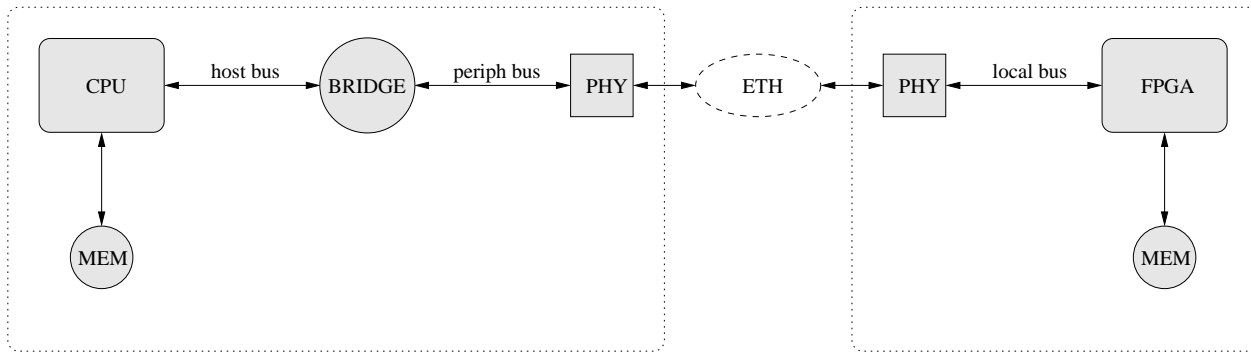 CPU
host bus
BRIDGE
periph bus
PHY
ETH
PHY
local bus
FPGA
MEM
MEM